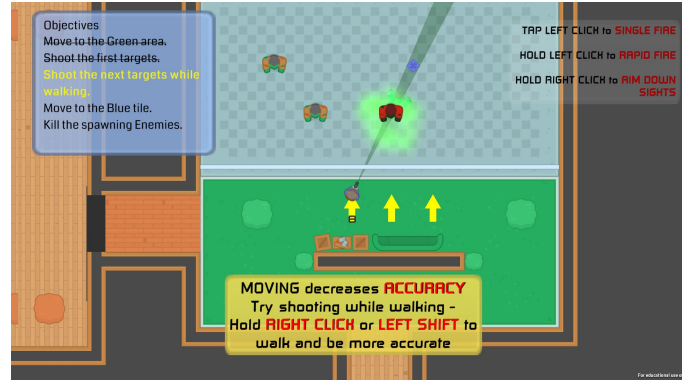 Objectives
Move to the Green area.
Shoot the first targets.
Shoot the next targets while
walking.
Move to the Blue tile.
Kill the spawning Enemies.
TAP LEFT CLICK to SINGLE FIRE
HOLD LEFT CLICK to RAPID FIRE
HOLD RIGHT CLICK to AIM DOWN
SIGHTS
MOVING decreases ACCURACY
Try shooting while walking -
Hold RIGHT CLICK or LEFT SHIFT to
walk and be more accurate
For educational use o